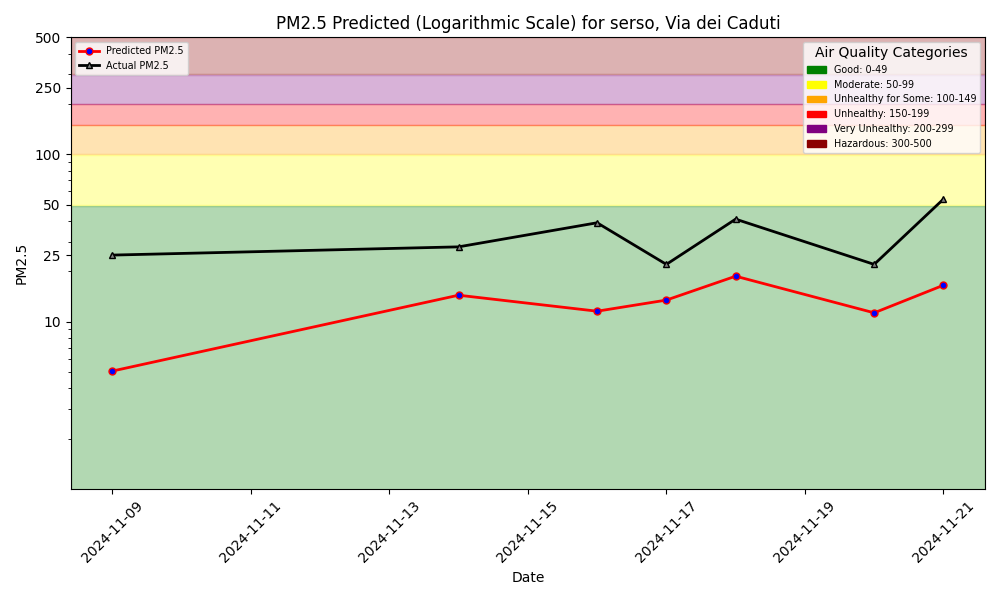 PM2.5 Predicted (Logarithmic Scale) for serso, Via dei Caduti
Predicted PM2.5
Actual PM2.5
Air Quality Categories
Good: 0-49
Moderate: 50-99
Unhealthy for Some: 100-149
Unhealthy: 150-199
Very Unhealthy: 200-299
Hazardous: 300-500
500
250
100
50
25
10
PM2.5
2024-11-09
2024-11-11
2024-11-13
2024-11-15
2024-11-17
2024-11-19
2024-11-21
Date